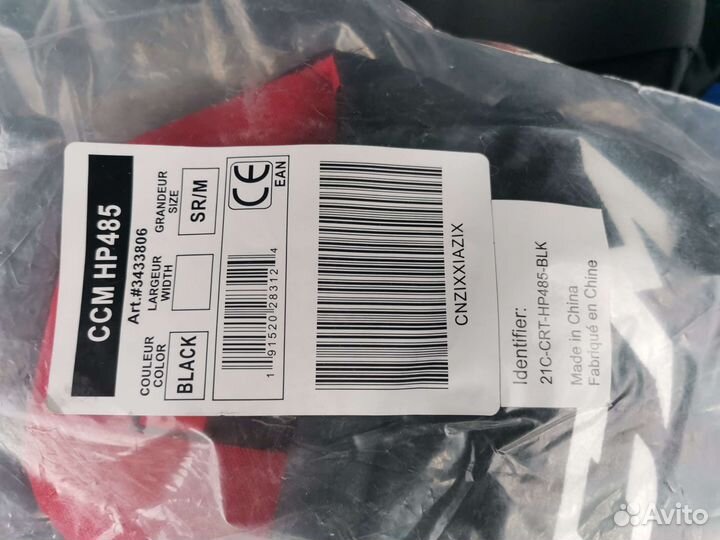 CCM HP485
Art.#3433806
COULEUR
COLOR
BLACK
LARGEUR
WIDTH
GRANDEUR
SIZE
SR/M
CE
EAN
1 91520 28312 4
CNZIXXIAZIX
Identifier:
21C-CRT-HP485-BLK
Made in China
Fabriqué en Chine
Avito